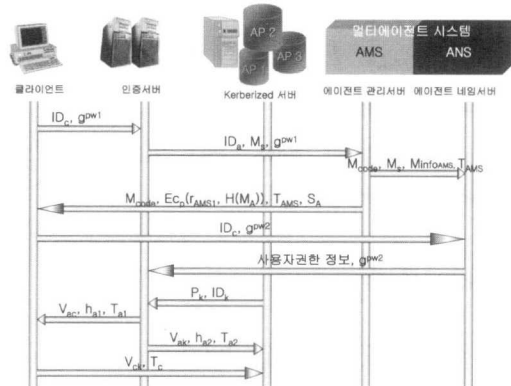 AP 2
AP 1
AP 3
멀티에이전트 시스템
AMS
ANS
클라이언트
인증서버
Kerberized 서버
에이전트 관리서버
에이전트 네임서버
ID_c, g^pw1
ID_a, M_s, g^pw1
M_code, M_s, Minfo_AMS, T_AMS
M_code, Ec_p(r_AMS1, H(M_A)), T_AMS, S_A
ID_c, g^pw2
사용자권한 정보, g^pw2
P_k, ID_k
V_ac, h_a1, T_a1
V_ak, h_a2, T_a2
V_ck, T_c